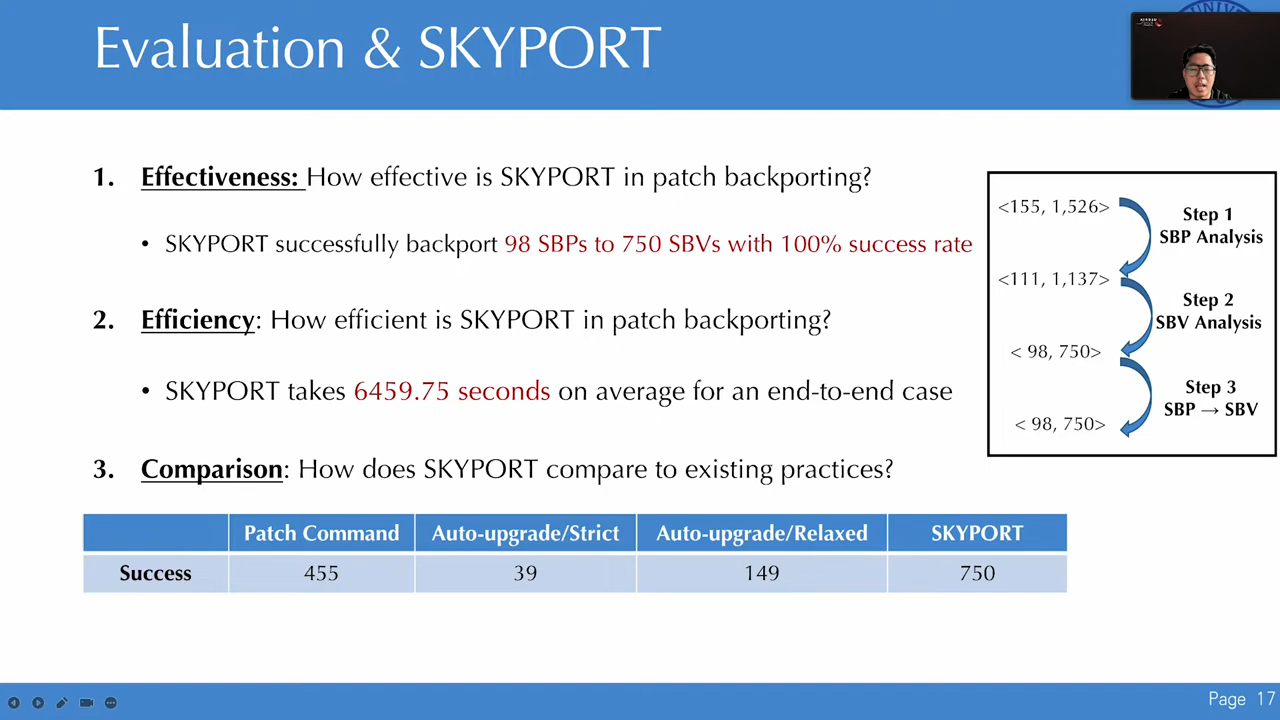 Evaluation & SKYPORT
1. Effectiveness: How effective is SKYPORT in patch backporting?
• SKYPORT successfully backport 98 SBPs to 750 SBVs with 100% success rate
2. Efficiency: How efficient is SKYPORT in patch backporting?
• SKYPORT takes 6459.75 seconds on average for an end-to-end case
3. Comparison: How does SKYPORT compare to existing practices?
<155, 1,526>
Step 1
SBP Analysis
<111, 1,137>
Step 2
SBV Analysis
< 98, 750>
Step 3
SBP → SBV
< 98, 750>
Patch Command Auto-upgrade/Strict Auto-upgrade/Relaxed SKYPORT
Success 455 39 149 750
Page 17